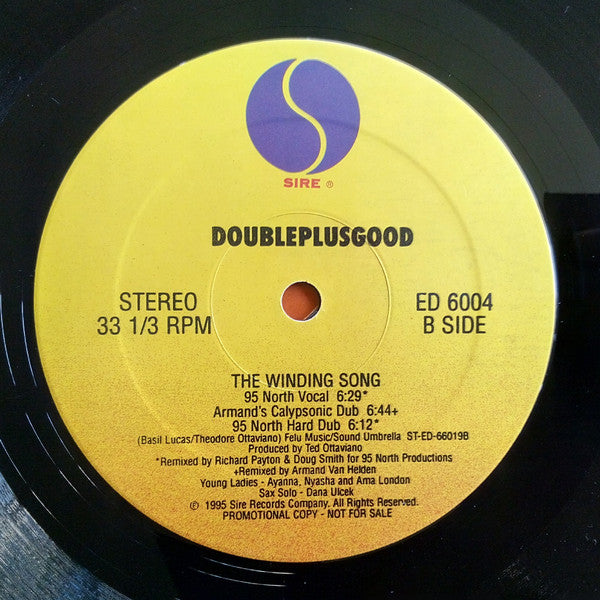 SIRE ®
DOUBLEPLUSGOOD
STEREO
33 1/3 RPM
ED 6004
B SIDE
THE WINDING SONG
95 North Vocal 6:29*
Armand's Calypsonic Dub 6:44+
95 North Hard Dub 6:12*
(Basil Lucas/Theodore Ottaviano) Felu Music/Sound Umbrella ST-ED-66019B
Produced by Ted Ottaviano
*Remixed by Richard Payton & Doug Smith for 95 North Productions
+Remixed by Armand Van Helden
Young Ladies - Ayanna, Nyasha and Ama London
Sax Solo - Dana Ulcek
℗ 1995 Sire Records Company. All Rights Reserved.
PROMOTIONAL COPY - NOT FOR SALE